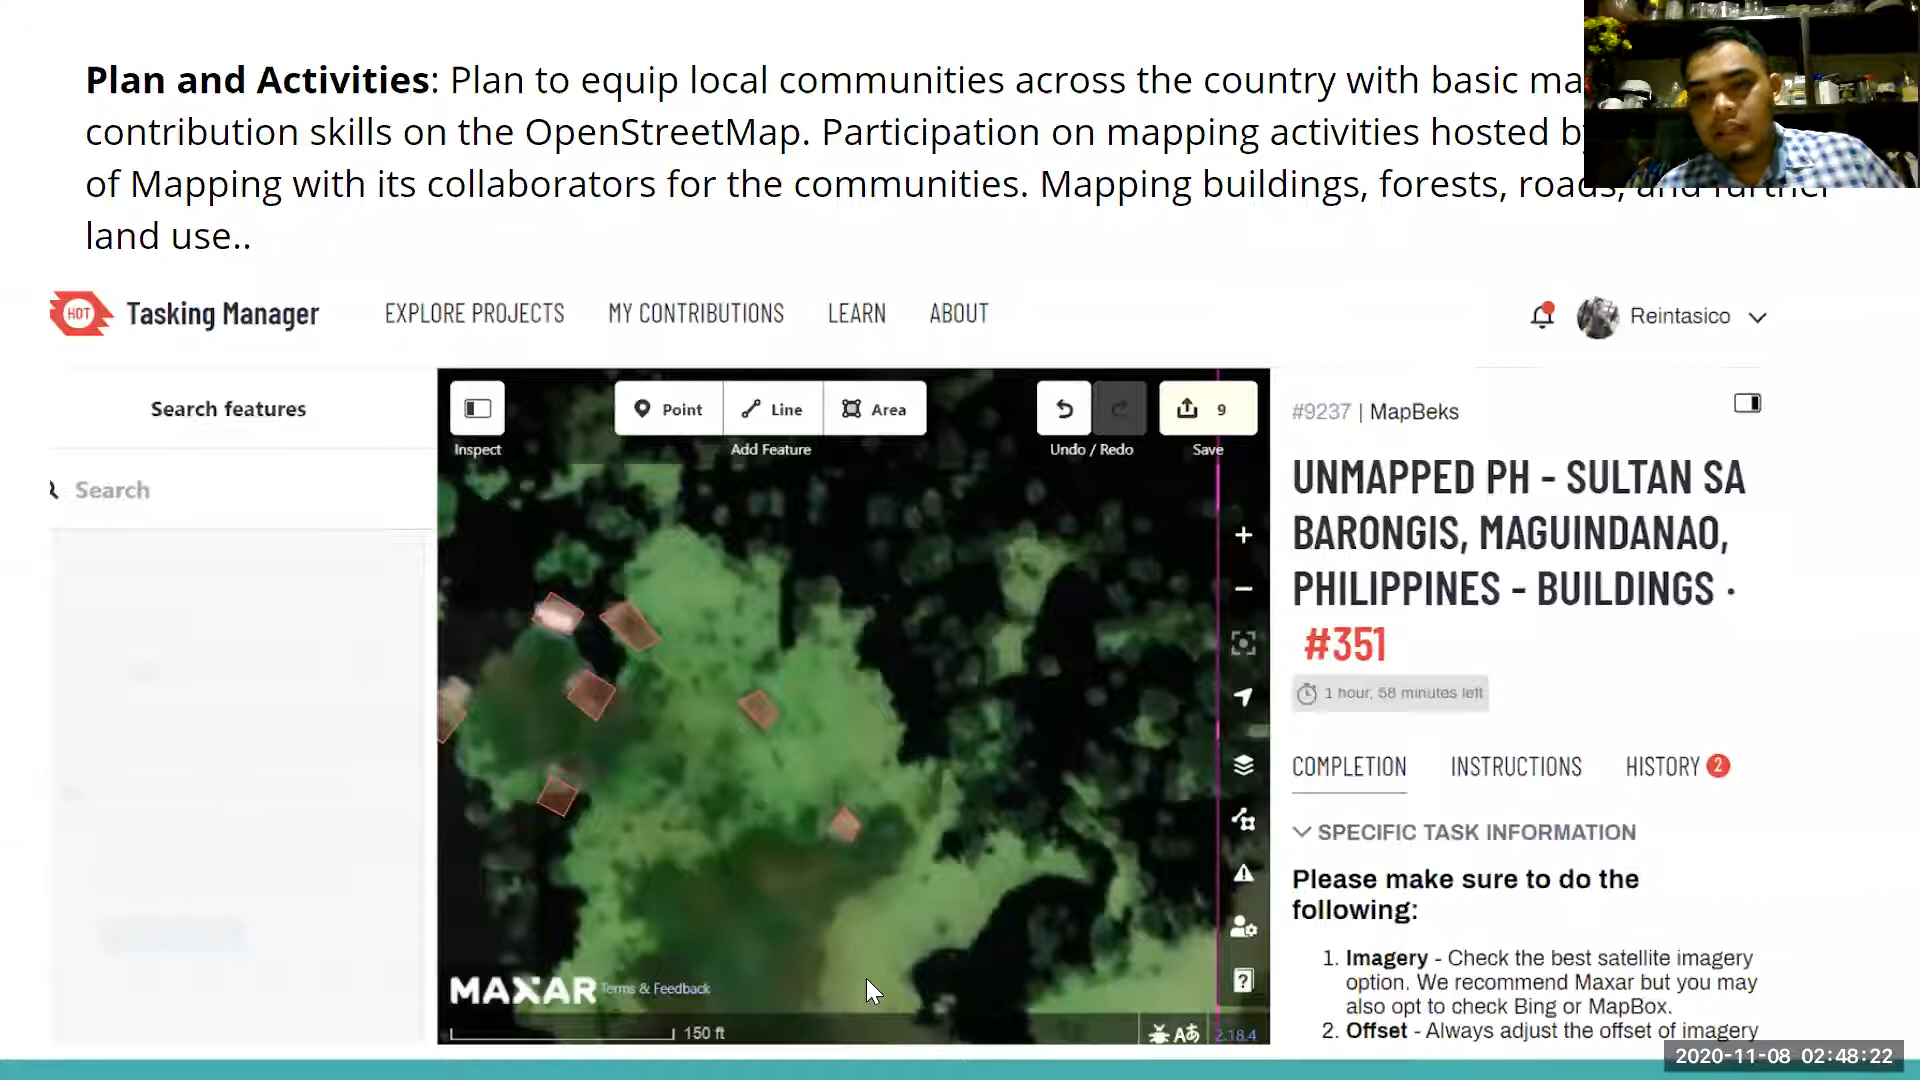 Plan and Activities: Plan to equip local communities across the country with basic
contribution skills on the OpenStreetMap. Participation on mapping activities hosted
of Mapping with its collaborators for the communities. Mapping buildings, forests, roads, and further
land use..
HOT Tasking Manager EXPLORE PROJECTS MY CONTRIBUTIONS LEARN ABOUT Reintasico
Search features
Search
Inspect
Point Line Area
Add Feature
Undo / Redo
9
Save
MAXAR Terms & Feedback
150 ft
2.18.4
#9237 | MapBeks
UNMAPPED PH - SULTAN SA
BARONGIS, MAGUINDANAO,
PHILIPPINES - BUILDINGS ·
#351
1 hour, 58 minutes left
COMPLETION INSTRUCTIONS HISTORY 2
SPECIFIC TASK INFORMATION
Please make sure to do the
following:
1. Imagery - Check the best satellite imagery
option. We recommend Maxar but you may
also opt to check Bing or MapBox.
2. Offset - Always adjust the offset of imagery
2020-11-08 02:48:22